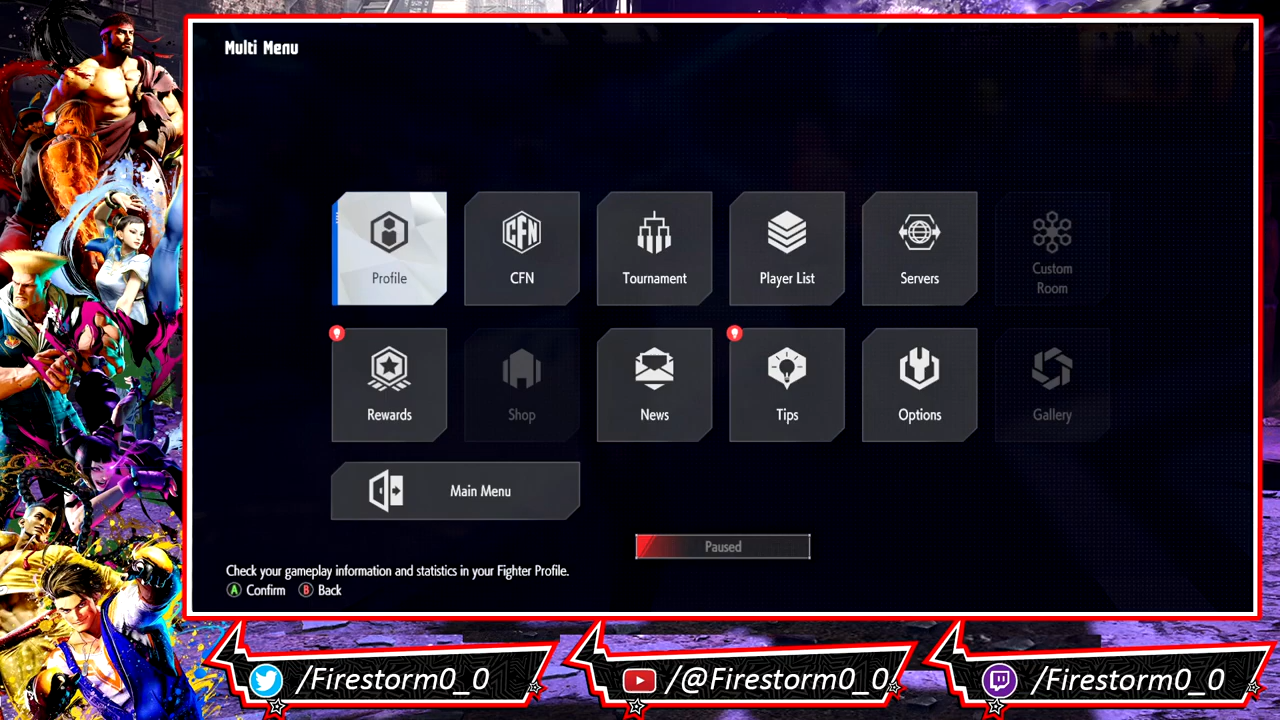 Multi Menu
Profile
CFN
CFN
Tournament
Player List
Servers
Custom
Room
Rewards
Shop
News
Tips
Options
Gallery
Main Menu
Paused
Check your gameplay information and statistics in your Fighter Profile.
A Confirm B Back
/Firestorm0_0
/@Firestorm0_0
/Firestorm0_0